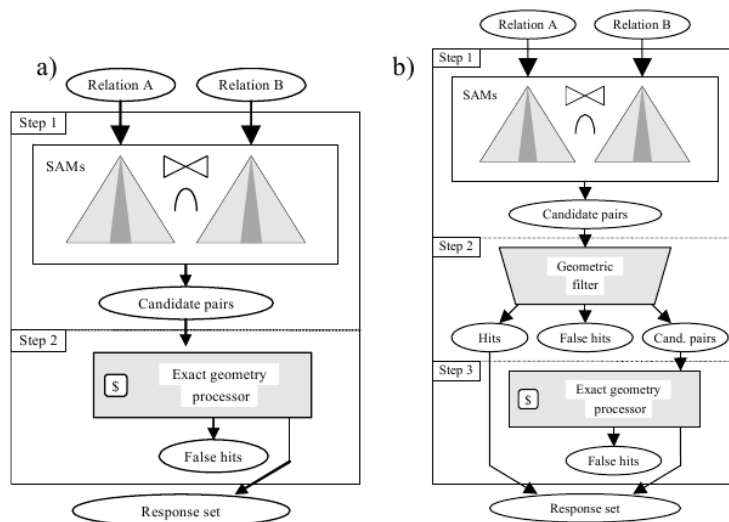 a)
Relation A
Relation B
Step 1
SAMs
Candidate pairs
Step 2
$
Exact geometry
processor
False hits
Response set
b)
Relation A
Relation B
Step 1
SAMs
Candidate pairs
Step 2
Geometric
filter
Hits
False hits
Cand. pairs
Step 3
$
Exact geometry
processor
False hits
Response set